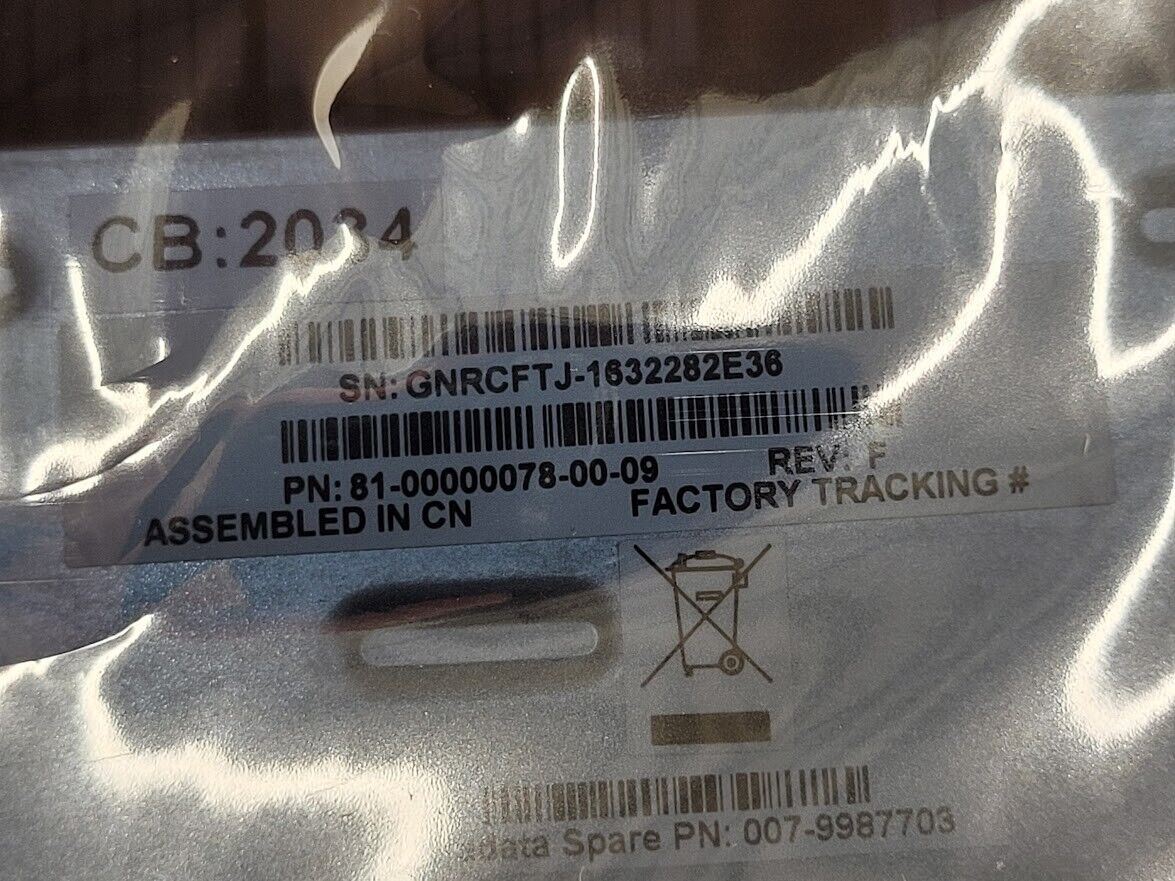 CB:2034
SN: GNRCFTJ-1632282E36
PN: 81-00000078-00-09
REV: F
ASSEMBLED IN CN
FACTORY TRACKING #
Spare PN: 007-9987703